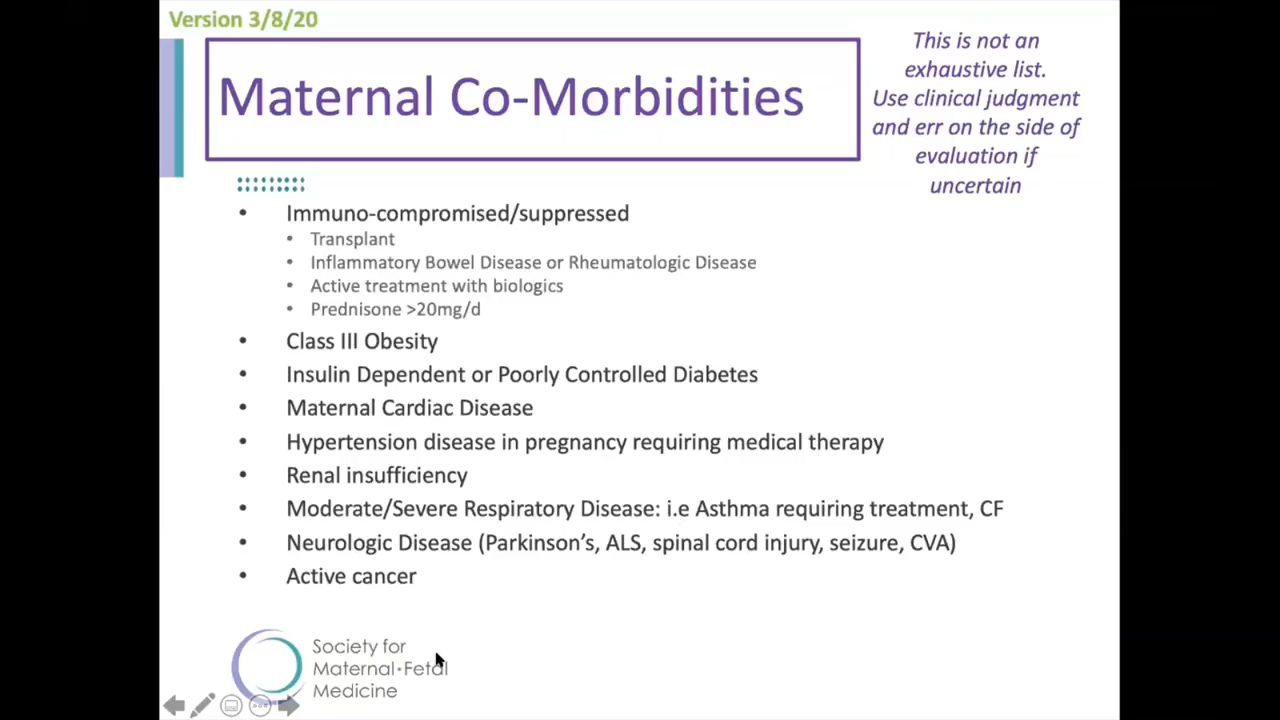 Version 3/8/20
Maternal Co-Morbidities
This is not an
exhaustive list.
Use clinical judgment
and err on the side of
evaluation if
uncertain
• Immuno-compromised/suppressed
• Transplant
• Inflammatory Bowel Disease or Rheumatologic Disease
• Active treatment with biologics
• Prednisone >20mg/d
• Class III Obesity
• Insulin Dependent or Poorly Controlled Diabetes
• Maternal Cardiac Disease
• Hypertension disease in pregnancy requiring medical therapy
• Renal insufficiency
• Moderate/Severe Respiratory Disease: i.e Asthma requiring treatment, CF
• Neurologic Disease (Parkinson's, ALS, spinal cord injury, seizure, CVA)
• Active cancer
Society for
Maternal•Fetal
Medicine